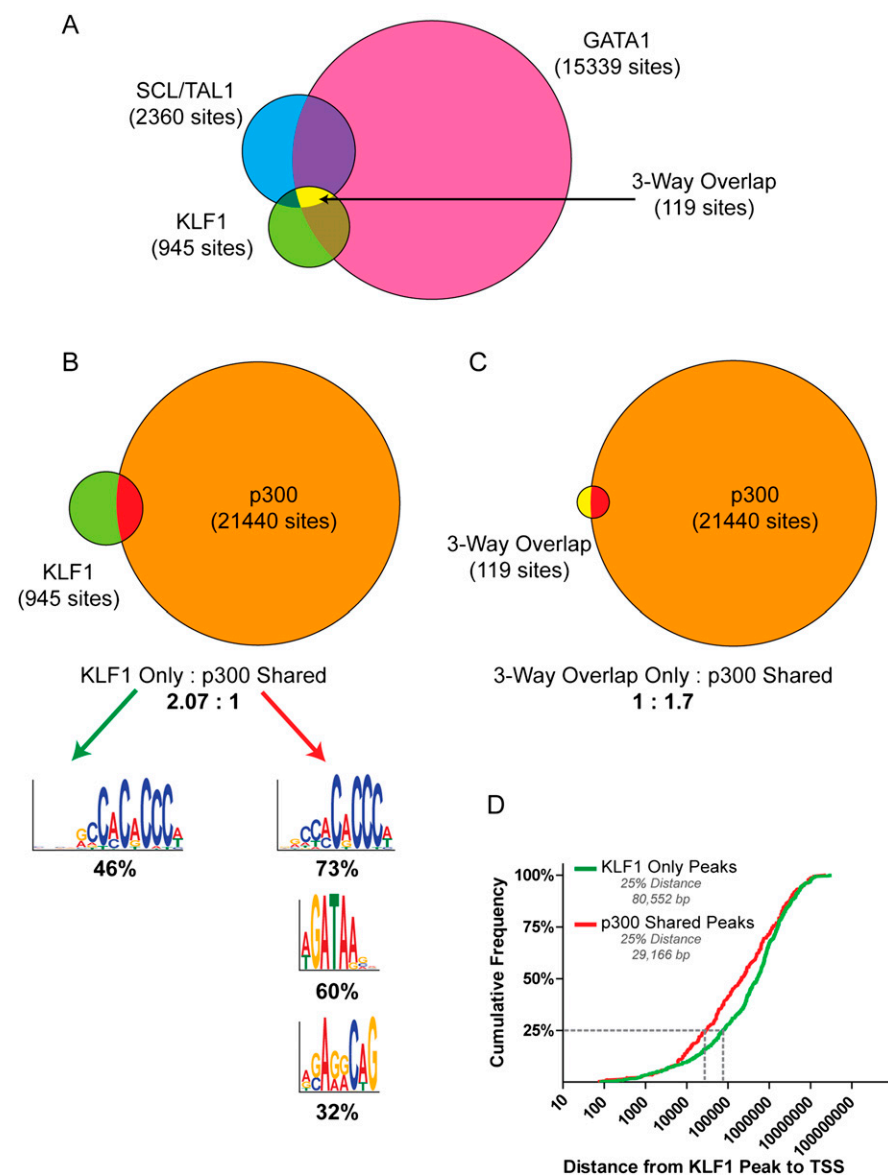 A
GATA1
(15339 sites)
SCL/TAL1
(2360 sites)
3-Way Overlap
(119 sites)
KLF1
(945 sites)
B
p300
(21440 sites)
KLF1
(945 sites)
KLF1 Only : p300 Shared
2.07 : 1
46%
73%
60%
32%
C
p300
(21440 sites)
3-Way Overlap
(119 sites)
3-Way Overlap Only : p300 Shared
1 : 1.7
D
KLF1 Only Peaks
25% Distance
80,552 bp
p300 Shared Peaks
25% Distance
29,166 bp
Cumulative Frequency
100%
75%
50%
25%
10
100
1000
10000
100000
1000000
10000000
100000000
Distance from KLF1 Peak to TSS